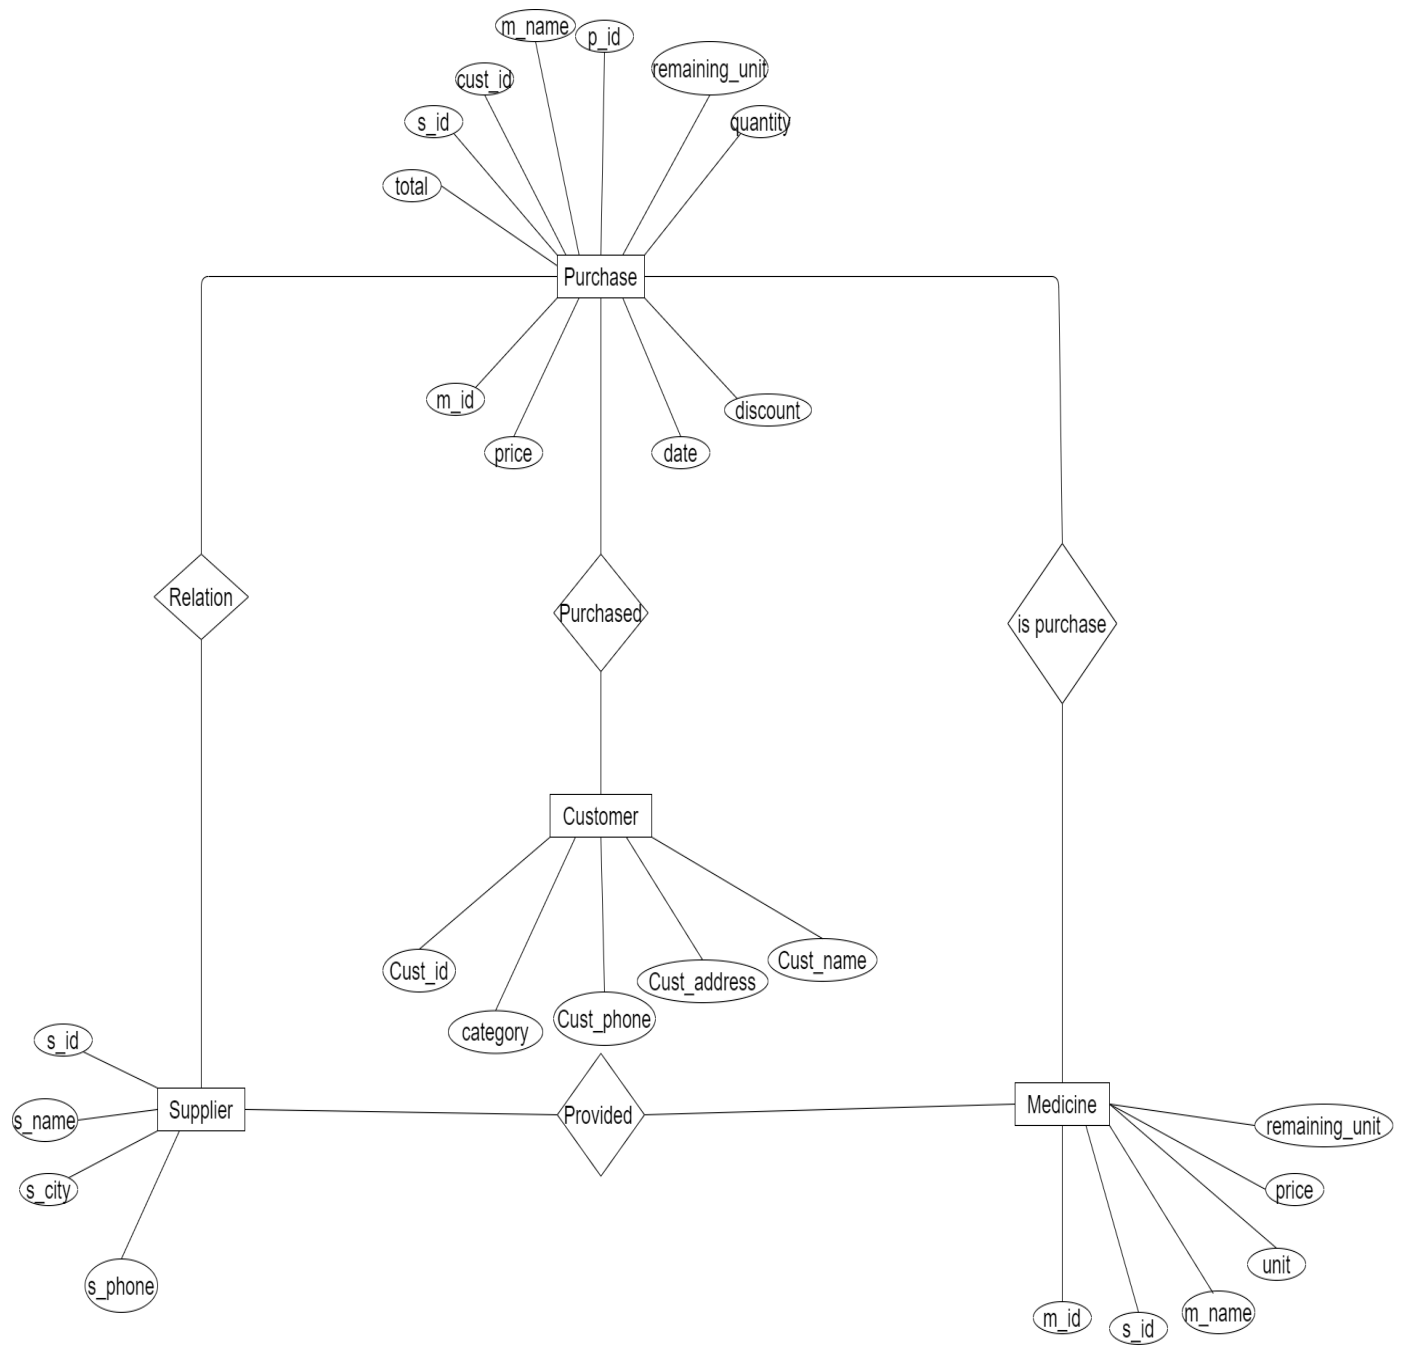 m_name
p_id
remaining_unit
cust_id
quantity
s_id
total
Purchase
m_id
discount
price
date
Relation
Purchased
is purchase
Customer
Cust_id
Cust_name
Cust_address
category
Cust_phone
s_id
s_name
Supplier
Provided
Medicine
remaining_unit
s_city
price
s_phone
unit
m_id
s_id
m_name